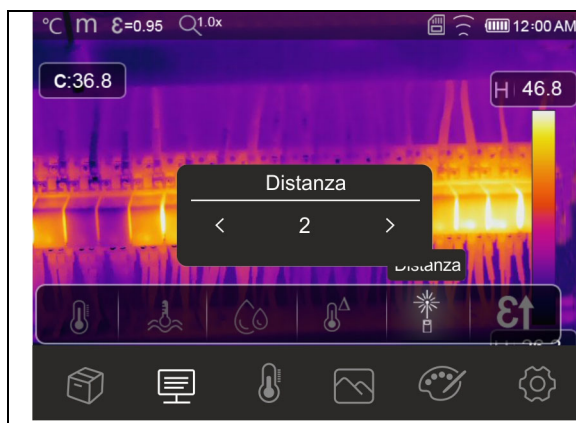 °C m Ɛ=0.95 1.0x 12:00 AM
C:36.8
H 46.8
Distanza
< 2 >
Distanza
Ɛ↑